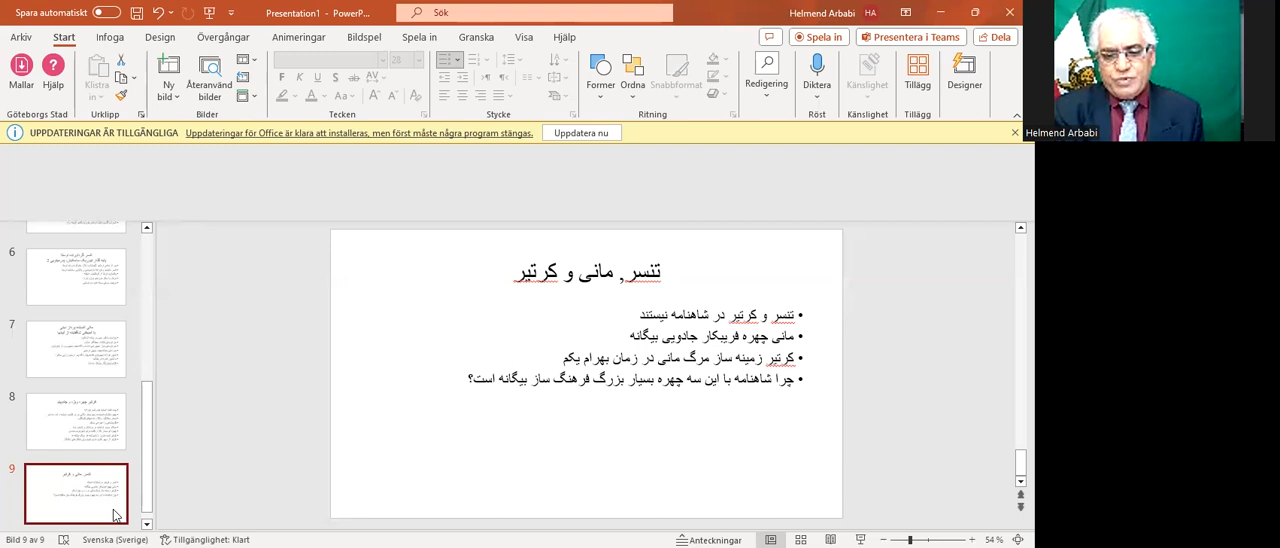 Spara automatiskt
Presentation1 - PowerP...
Sök
Helmend Arbabi
HA
Arkiv Start Infoga Design Övergångar Animeringar Bildspel Spela in Granska Visa Hjälp
Spela in
Presentera i Teams
Dela
Mallar
Hjälp
Klistra in
Ny bild
Återanvänd bilder
28
F K U S ab AV
Aa A A A
Former
Ordna
Snabbformat
Redigering
Diktera
Känslighet
Tillägg
Designer
Göteborgs Stad Urklipp Bilder Tecken Stycke Ritning Röst Känslighet Tillägg
UPPDATERINGAR ÄR TILLGÄNGLIGA Uppdateringar för Office är klara att installeras, men först måste några program stängas. Uppdatera nu
Helmend Arbabi
6
7
8
9
تنسر, مانی و کرتیر
• تنسر و کرتیر در شاهنامه نیستند
• مانی چهره فریبکار جادویی بیگانه
• کرتیر زمینه ساز مرگ مانی در زمان بهرام یکم
• چرا شاهنامه با این سه چهره بسیار بزرگ فرهنگ ساز بیگانه است؟
Bild 9 av 9 Svenska (Sverige) Tillgänglighet: Klart Anteckningar 54 %